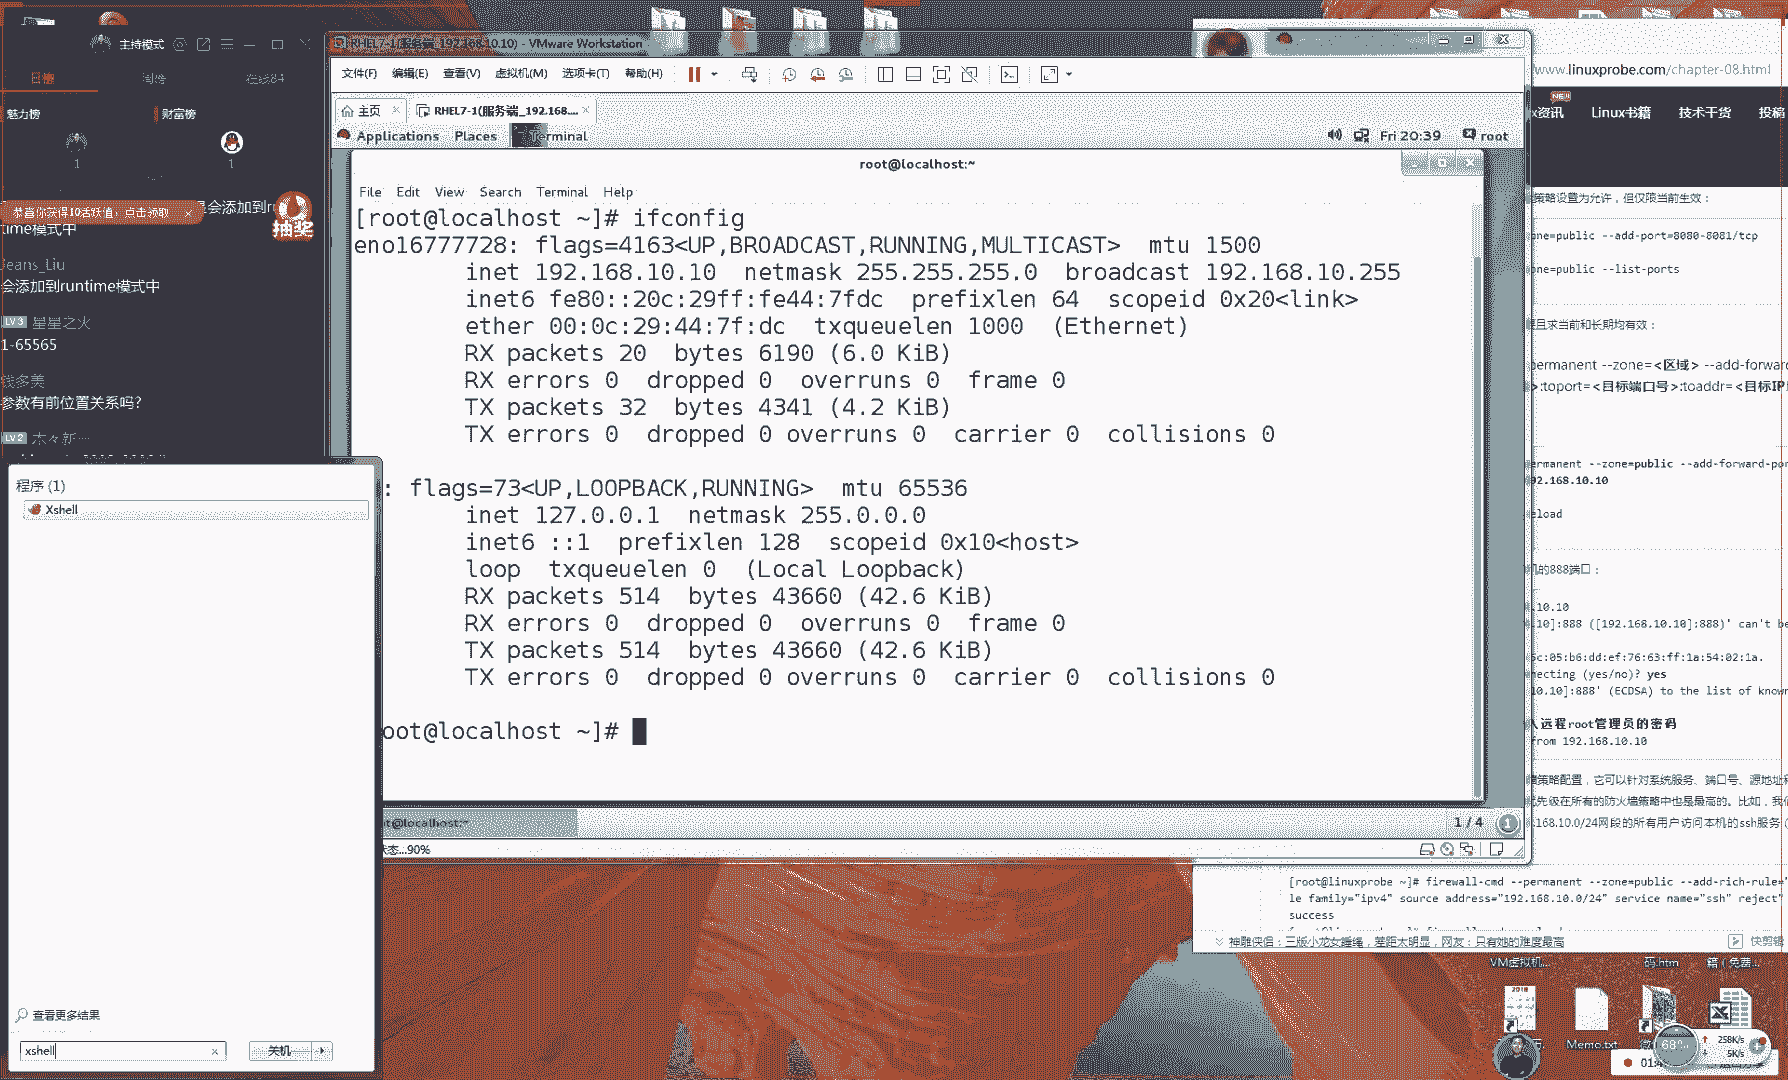 主持模式
在线84
魅力榜
财富榜
1
1
恭喜你获得10活跃值，点击领取
是会添加到r
time模式中
抽奖
Jeans_Liu
会添加到runtime模式中
LV 3 星星之火
1-65565
钱多美
参数有前位置关系吗?
LV 2
RHEL7-1(服务端_192.168.10.10) - VMware Workstation
文件(F) 编辑(E) 查看(V) 虚拟机(M) 选项卡(T) 帮助(H)
主页
RHEL7-1(服务端_192.168....
Applications Places Terminal
Fri 20:39 root
root@localhost:~
File Edit View Search Terminal Help
[root@localhost ~]# ifconfig
eno16777728: flags=4163<UP,BROADCAST,RUNNING,MULTICAST> mtu 1500
inet 192.168.10.10 netmask 255.255.255.0 broadcast 192.168.10.255
inet6 fe80::20c:29ff:fe44:7fdc prefixlen 64 scopeid 0x20<link>
ether 00:0c:29:44:7f:dc txqueuelen 1000 (Ethernet)
RX packets 20 bytes 6190 (6.0 KiB)
RX errors 0 dropped 0 overruns 0 frame 0
TX packets 32 bytes 4341 (4.2 KiB)
TX errors 0 dropped 0 overruns 0 carrier 0 collisions 0
: flags=73<UP,LOOPBACK,RUNNING> mtu 65536
inet 127.0.0.1 netmask 255.0.0.0
inet6 ::1 prefixlen 128 scopeid 0x10<host>
loop txqueuelen 0 (Local Loopback)
RX packets 514 bytes 43660 (42.6 KiB)
RX errors 0 dropped 0 overruns 0 frame 0
TX packets 514 bytes 43660 (42.6 KiB)
TX errors 0 dropped 0 overruns 0 carrier 0 collisions 0
oot@localhost ~]#
t@localhost:~
1 / 4
状态...90%
程序 (1)
Xshell
查看更多结果
xshell
关机
www.linuxprobe.com/chapter-08.html
x资讯 Linux书籍 技术干货 投稿
策略设置为允许，但仅限当前生效：
one=public --add-port=8080-8081/tcp
one=public --list-ports
且求当前和长期均有效：
permanent --zone=<区域> --add-forward
>:toport=<目标端口号>:toaddr=<目标IP
ermanent --zone=public --add-forward-por
92.168.10.10
eload
机的888端口：
.10.10
.10]:888 ([192.168.10.10]:888)' can't be
5c:05:b6:dd:ef:76:63:ff:1a:54:02:1a.
necting (yes/no)? yes
10.10]:888' (ECDSA) to the list of known
入远程root管理员的密码
from 192.168.10.10
策略配置，它可以针对系统服务、端口号、源地址和
先级在所有的防火墙策略中也是最高的。比如，我们
.168.10.0/24网段的所有用户访问本机的ssh服务
[root@linuxprobe ~]# firewall-cmd --permanent --zone=public --add-rich-rule="
le family="ipv4" source address="192.168.10.0/24" service name="ssh" reject"
success
神雕侠侣：三版小龙女睡绳，差距太明显，网友：只有她的难度最高
快剪辑
VM虚拟机...
码.htm
籍（免费...
2018
Memo.txt
68%
258K/s
5K/s